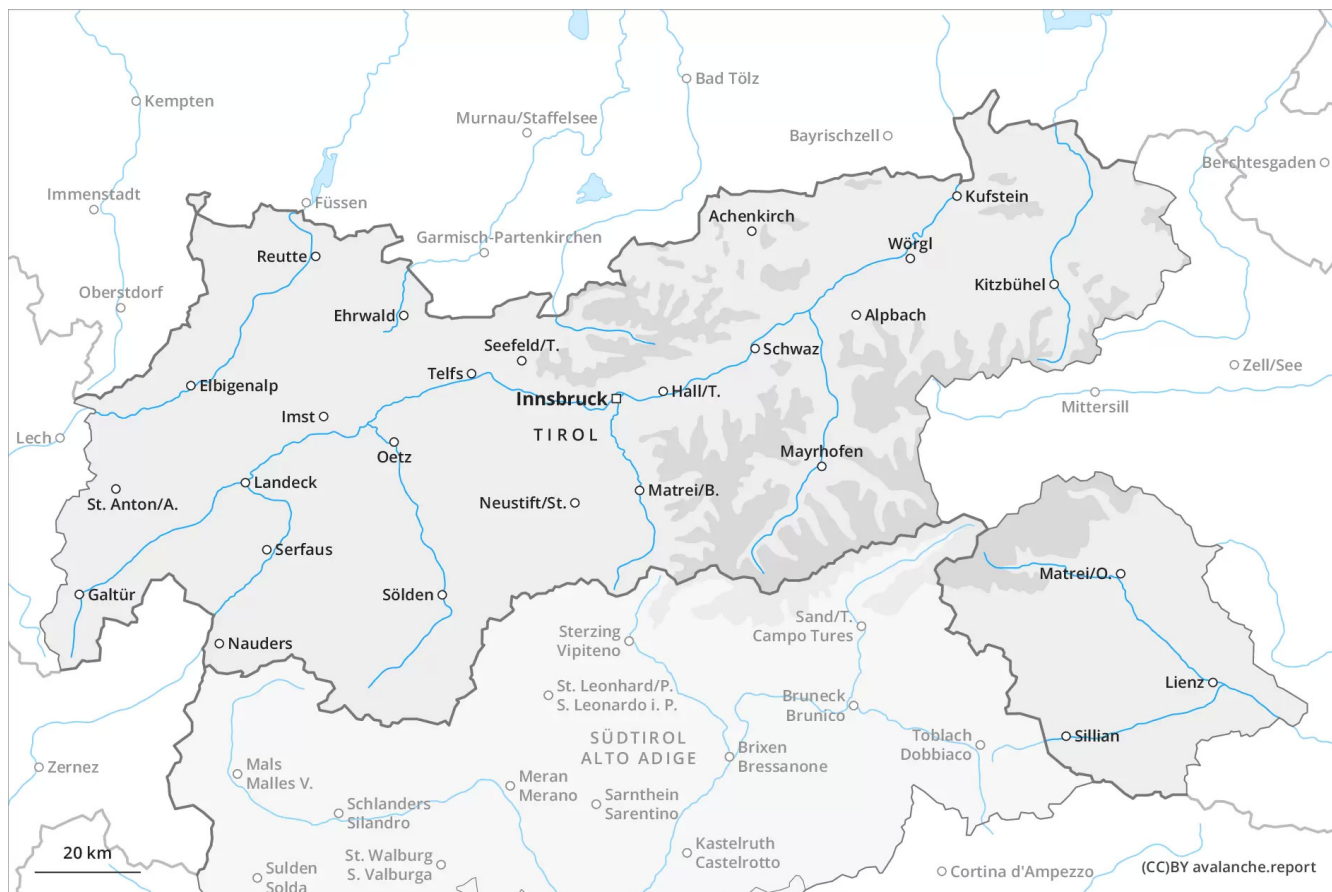 Bad Tölz
Kempten
Murnau/Staffelsee
Bayrischzell
Berchtesgaden
Immenstadt
Füssen
Kufstein
Achenkirch
Garmisch-Partenkirchen
Wörgl
Reutte
Kitzbühel
Oberstdorf
Ehrwald
Alpbach
Seefeld/T.
Schwaz
Zell/See
Telfs
Elbigenalp
Hall/T.
Innsbruck
Mittersill
Imst
TIROL
Lech
Oetz
Mayrhofen
Landeck
Matrei/B.
St. Anton/A.
Neustift/St.
Serfaus
Matrei/O.
Galtür
Sölden
Sand/T.
Campo Tures
Sterzing
Vipiteno
Nauders
Lienz
St. Leonhard/P.
S. Leonardo i. P.
Bruneck
Brunico
SÜDTIROL
ALTO ADIGE
Sillian
Toblach
Dobbiaco
Brixen
Bressanone
Zernez
Mals
Malles V.
Meran
Merano
Sarnthein
Sarentino
Schlanders
Silandro
Kastelruth
Castelrotto
20 km
St. Walburg
S. Valburga
Sulden
Solda
Cortina d'Ampezzo
(CC)BY avalanche.report